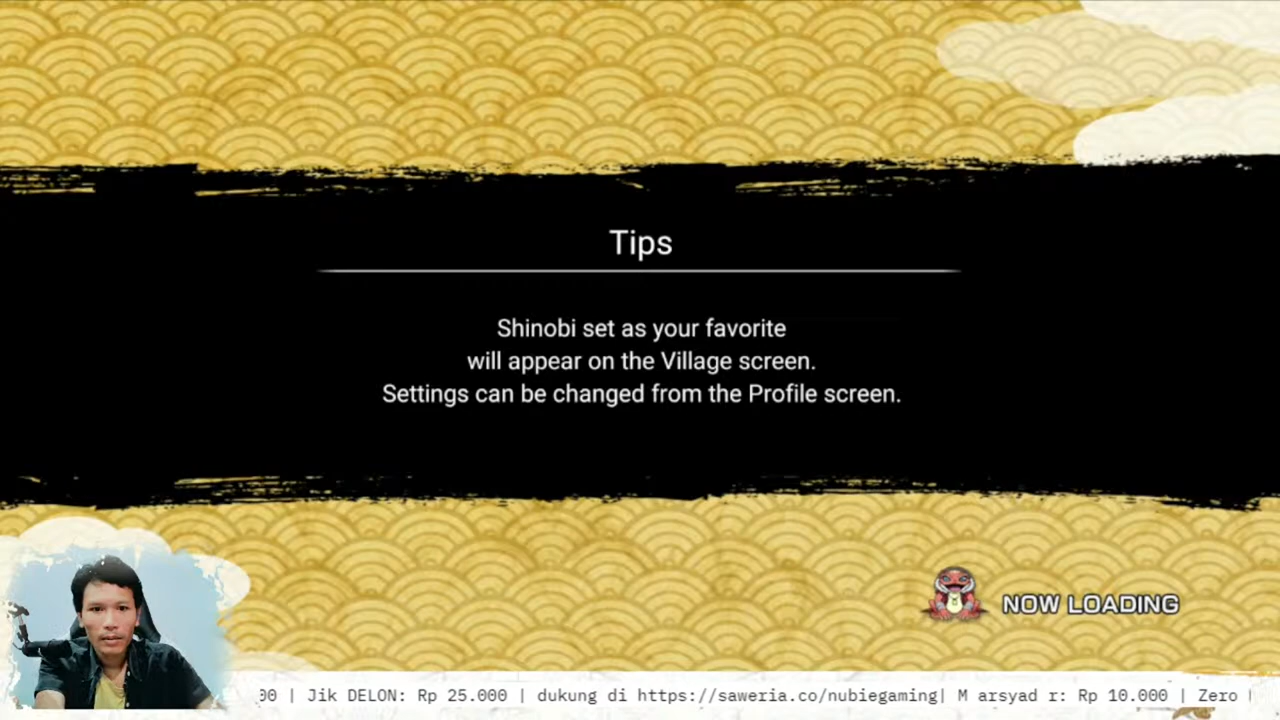 Tips
Shinobi set as your favorite
will appear on the Village screen.
Settings can be changed from the Profile screen.
NOW LOADING
00 | Jik DELON: Rp 25.000 | dukung di https://saweria.co/nubiegaming| M arsyad r: Rp 10.000 | Zero